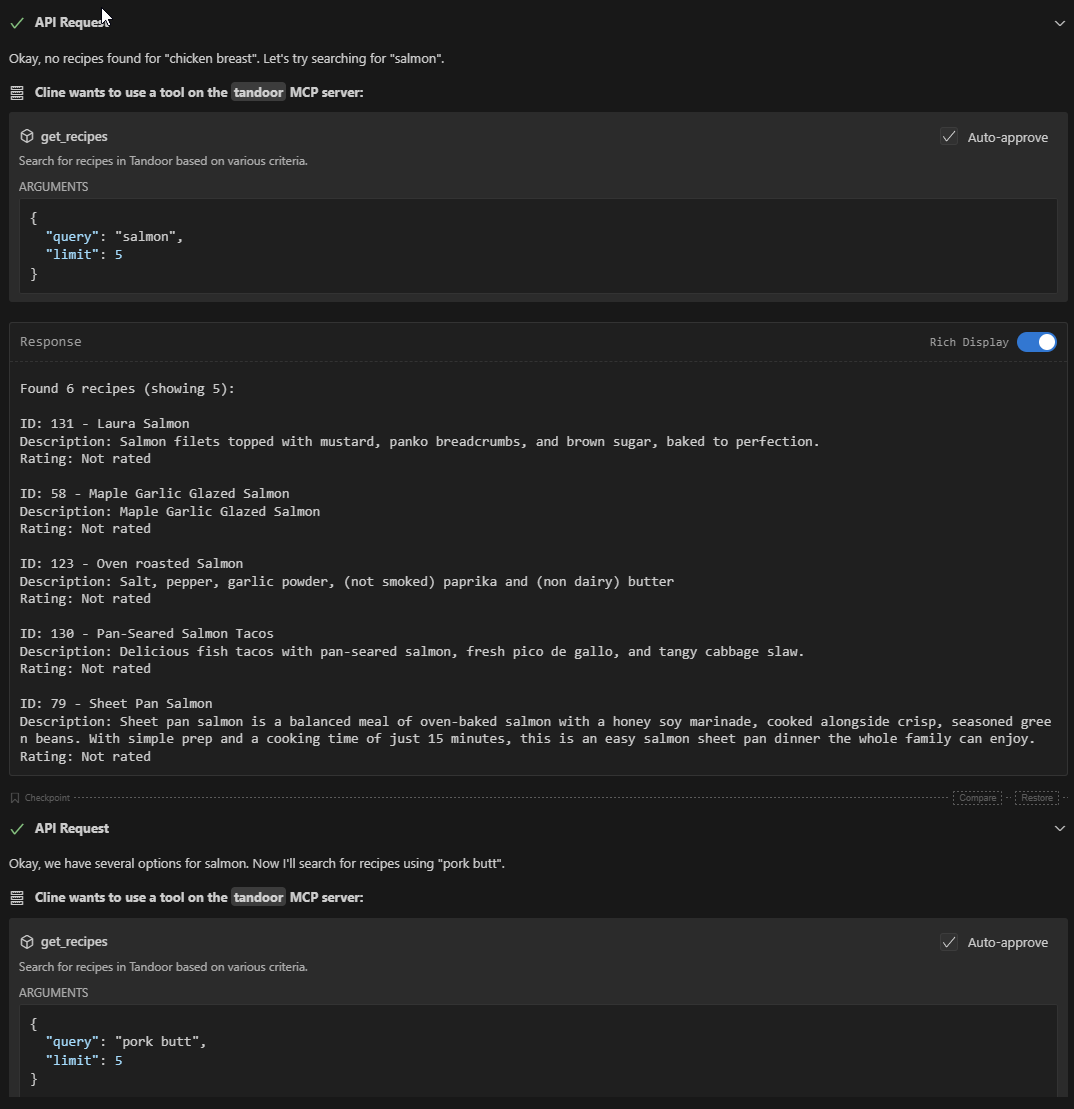 API Request
Okay, no recipes found for "chicken breast". Let's try searching for "salmon".
Cline wants to use a tool on the tandoor MCP server:
get_recipes
Auto-approve
Search for recipes in Tandoor based on various criteria.
ARGUMENTS
{
"query": "salmon",
"limit": 5
}
Response
Rich Display
Found 6 recipes (showing 5):
ID: 131 - Laura Salmon
Description: Salmon filets topped with mustard, panko breadcrumbs, and brown sugar, baked to perfection.
Rating: Not rated
ID: 58 - Maple Garlic Glazed Salmon
Description: Maple Garlic Glazed Salmon
Rating: Not rated
ID: 123 - Oven roasted Salmon
Description: Salt, pepper, garlic powder, (not smoked) paprika and (non dairy) butter
Rating: Not rated
ID: 130 - Pan-Seared Salmon Tacos
Description: Delicious fish tacos with pan-seared salmon, fresh pico de gallo, and tangy cabbage slaw.
Rating: Not rated
ID: 79 - Sheet Pan Salmon
Description: Sheet pan salmon is a balanced meal of oven-baked salmon with a honey soy marinade, cooked alongside crisp, seasoned gree
n beans. With simple prep and a cooking time of just 15 minutes, this is an easy salmon sheet pan dinner the whole family can enjoy.
Rating: Not rated
Checkpoint
Compare
Restore
API Request
Okay, we have several options for salmon. Now I'll search for recipes using "pork butt".
Cline wants to use a tool on the tandoor MCP server:
get_recipes
Auto-approve
Search for recipes in Tandoor based on various criteria.
ARGUMENTS
{
"query": "pork butt",
"limit": 5
}